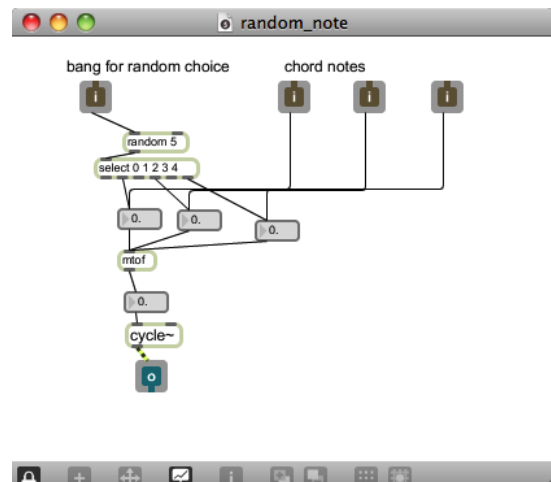 random_note
bang for random choice
chord notes
i
i
i
i
random 5
select 0 1 2 3 4
0.
0.
0.
mtof
0.
cycle~
o